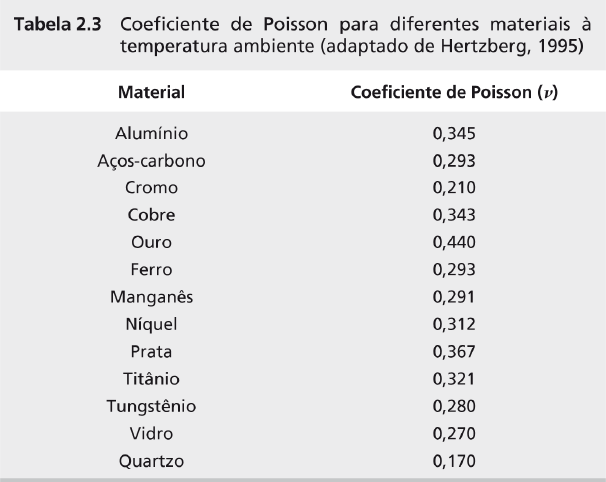 Tabela 2.3 Coeficiente de Poisson para diferentes materiais à
temperatura ambiente (adaptado de Hertzberg, 1995)
Material Coeficiente de Poisson (ν)
Alumínio 0,345
Aços-carbono 0,293
Cromo 0,210
Cobre 0,343
Ouro 0,440
Ferro 0,293
Manganês 0,291
Níquel 0,312
Prata 0,367
Titânio 0,321
Tungstênio 0,280
Vidro 0,270
Quartzo 0,170